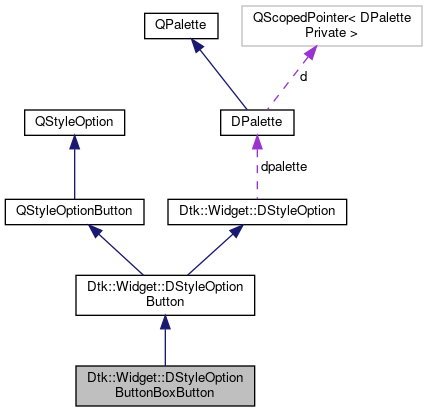 QPalette
QScopedPointer< DPalette
Private >
d
QStyleOption
DPalette
dpalette
QStyleOptionButton
Dtk::Widget::DStyleOption
Dtk::Widget::DStyleOption
Button
Dtk::Widget::DStyleOption
ButtonBoxButton